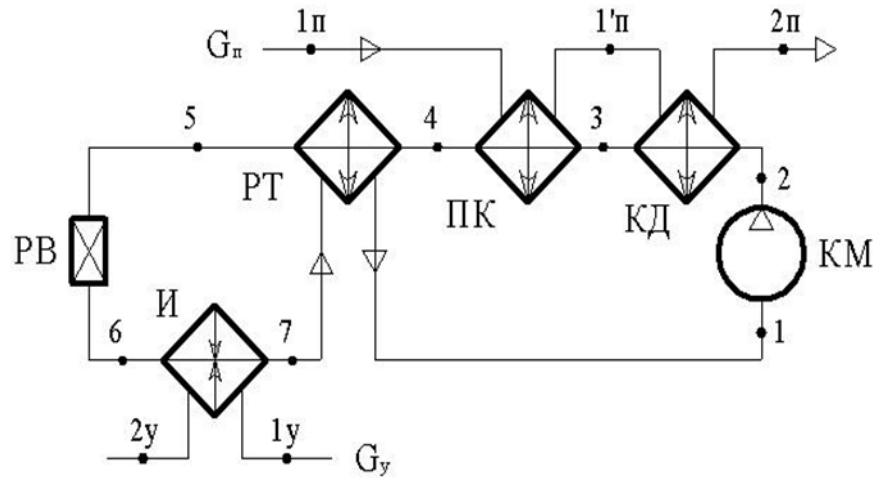 1п 1'п 2п
Gп
5 4 3
РТ ПК КД 2
РВ КМ
И
6 7 1
2у 1у Gу